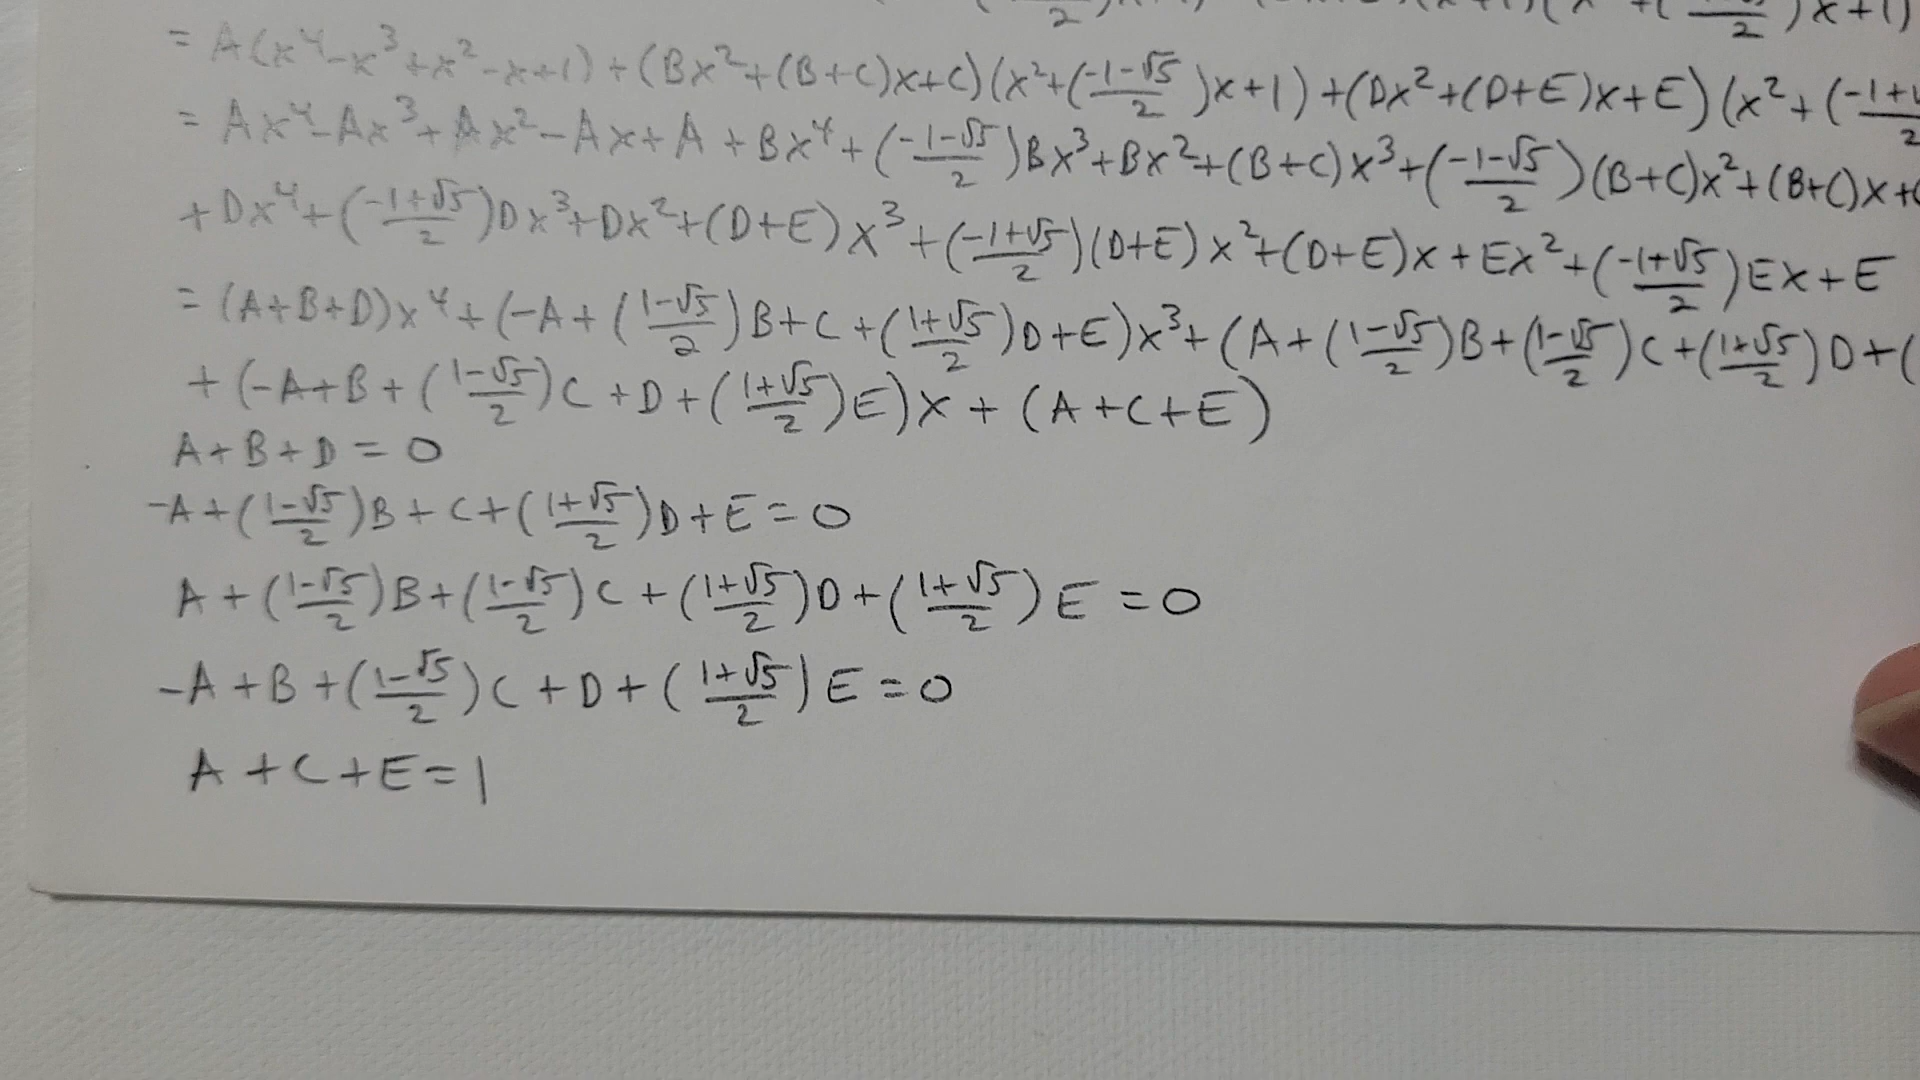 = A(x⁴-x³+x²-x+1)+(Bx²+(B+C)x+C)(x²+((-1-√5)/2)x+1)+(Dx²+(D+E)x+E)(x²+((-1+√
= Ax⁴-Ax³+Ax²-Ax+A+Bx⁴+((-1-√5)/2)Bx³+Bx²+(B+C)x³+((-1-√5)/2)(B+C)x²+(B+C)x+
+Dx⁴+((-1+√5)/2)Dx³+Dx²+(D+E)x³+((-1+√5)/2)(D+E)x²+(D+E)x+Ex²+((-1+√5)/2)Ex+E
= (A+B+D)x⁴+(-A+((1-√5)/2)B+C+((1+√5)/2)D+E)x³+(A+((1-√5)/2)B+((1-√5)/2)C+((1+√5)/2)D+(
+(-A+B+((1-√5)/2)C+D+((1+√5)/2)E)x+(A+C+E)
A+B+D=0
-A+((1-√5)/2)B+C+((1+√5)/2)D+E=0
A+((1-√5)/2)B+((1-√5)/2)C+((1+√5)/2)D+((1+√5)/2)E=0
-A+B+((1-√5)/2)C+D+((1+√5)/2)E=0
A+C+E=1